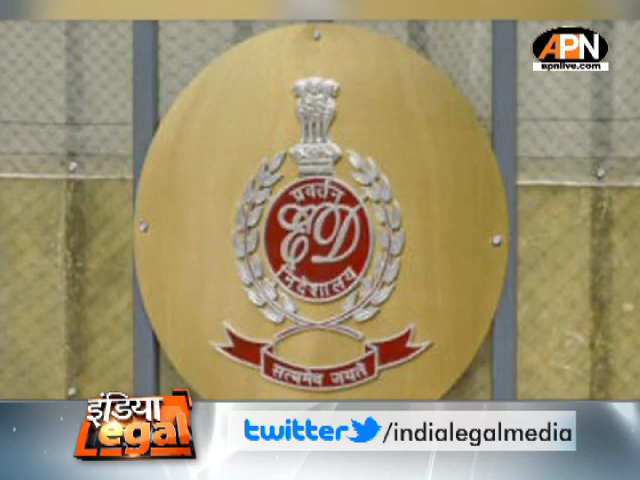 APN
apnlive.com
प्रवर्तन
ED
निदेशालय
सत्यमेव जयते
इंडिया
Legal
twitter /indialegalmedia